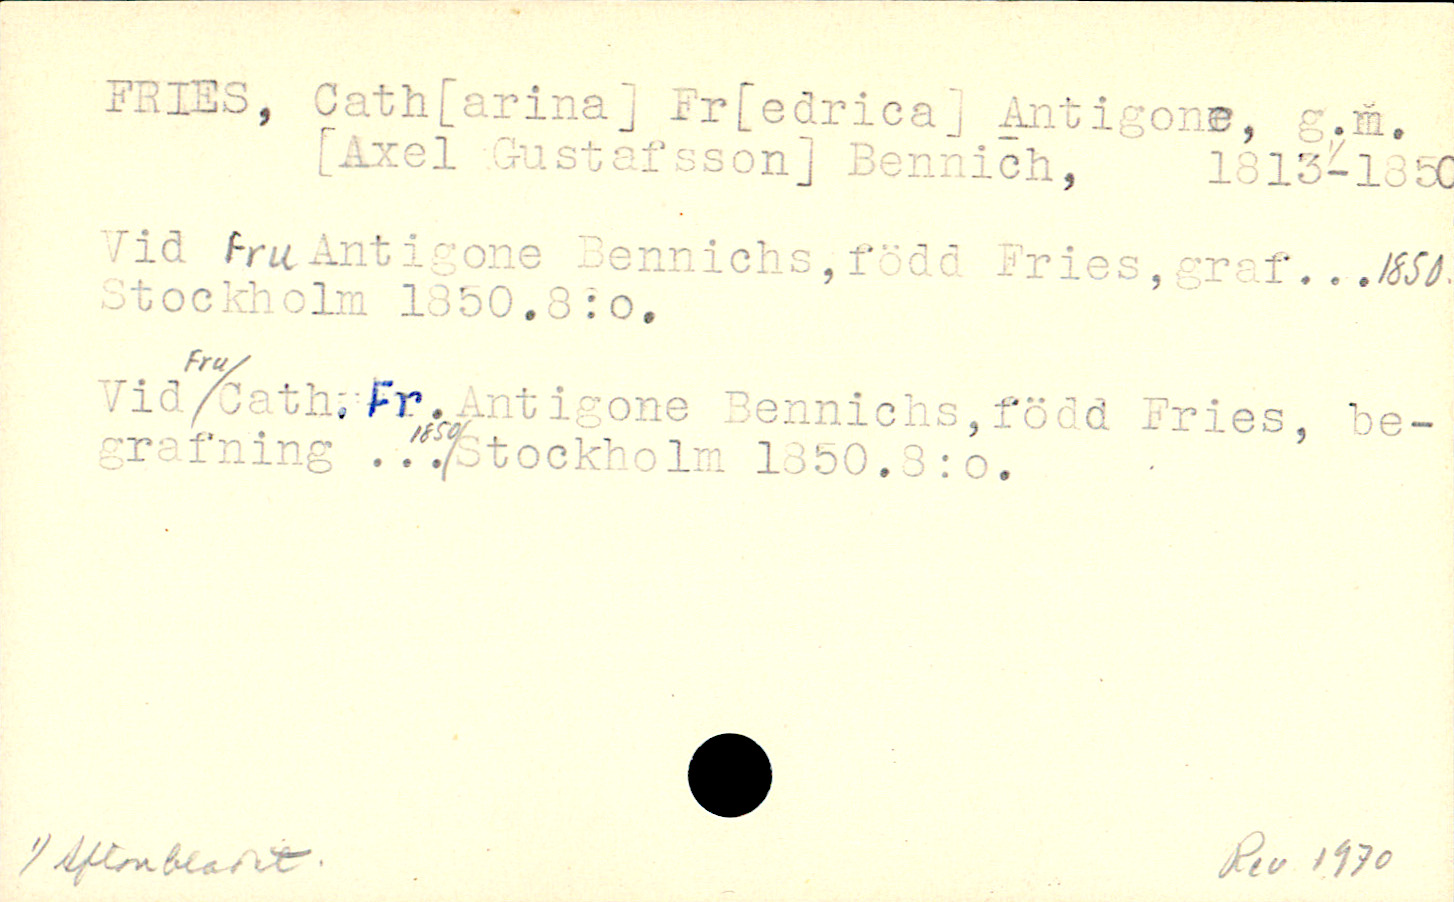 FRIES, Cath[arina] Fr[edrica] Antigone, g.m.
[Axel Gustafsson] Bennich, 1813 1)-1850
Vid Fru Antigone Bennichs, född Fries, graf...1850.
Stockholm 1850.8:o.
Vid Fru Cath. Fr. Antigone Bennichs, född Fries, be-
grafning ... 1850 Stockholm 1850.8:o.
1) Aftonbladet.
Rev 1970